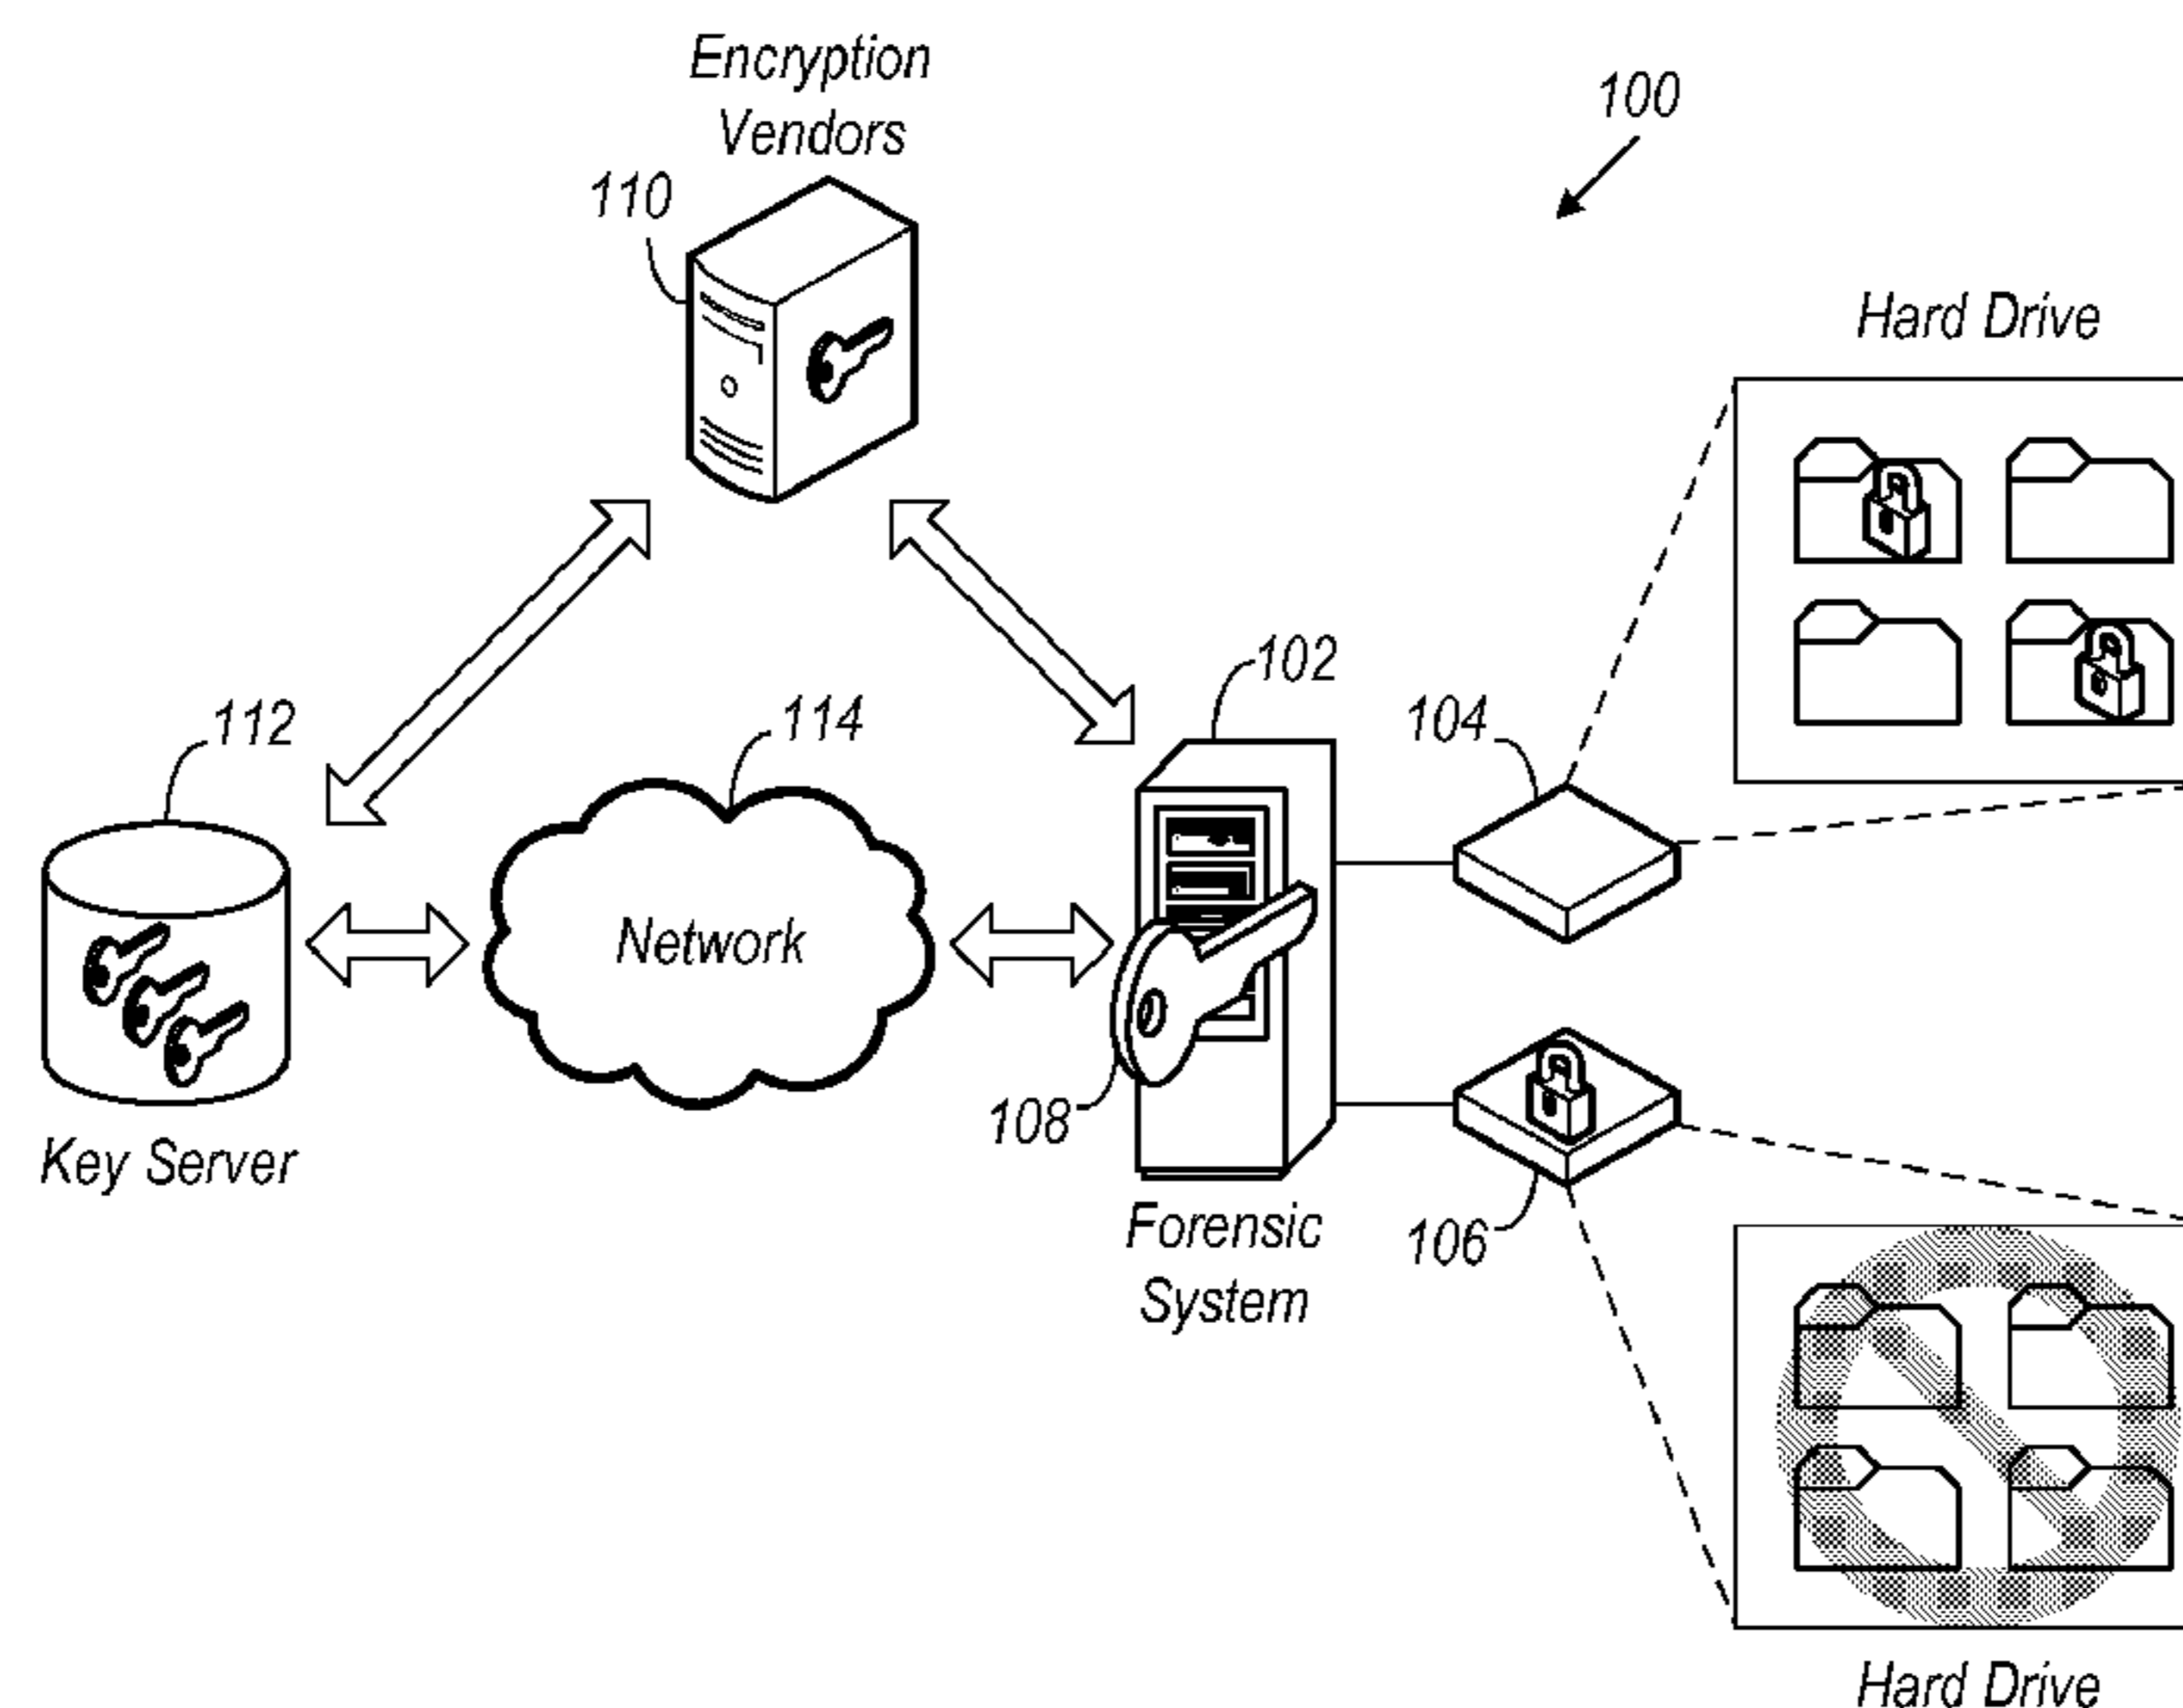 Encryption
Vendors
100
110
Hard Drive
102
104
112
114
Network
108
Key Server
Forensic
System
106
Hard Drive